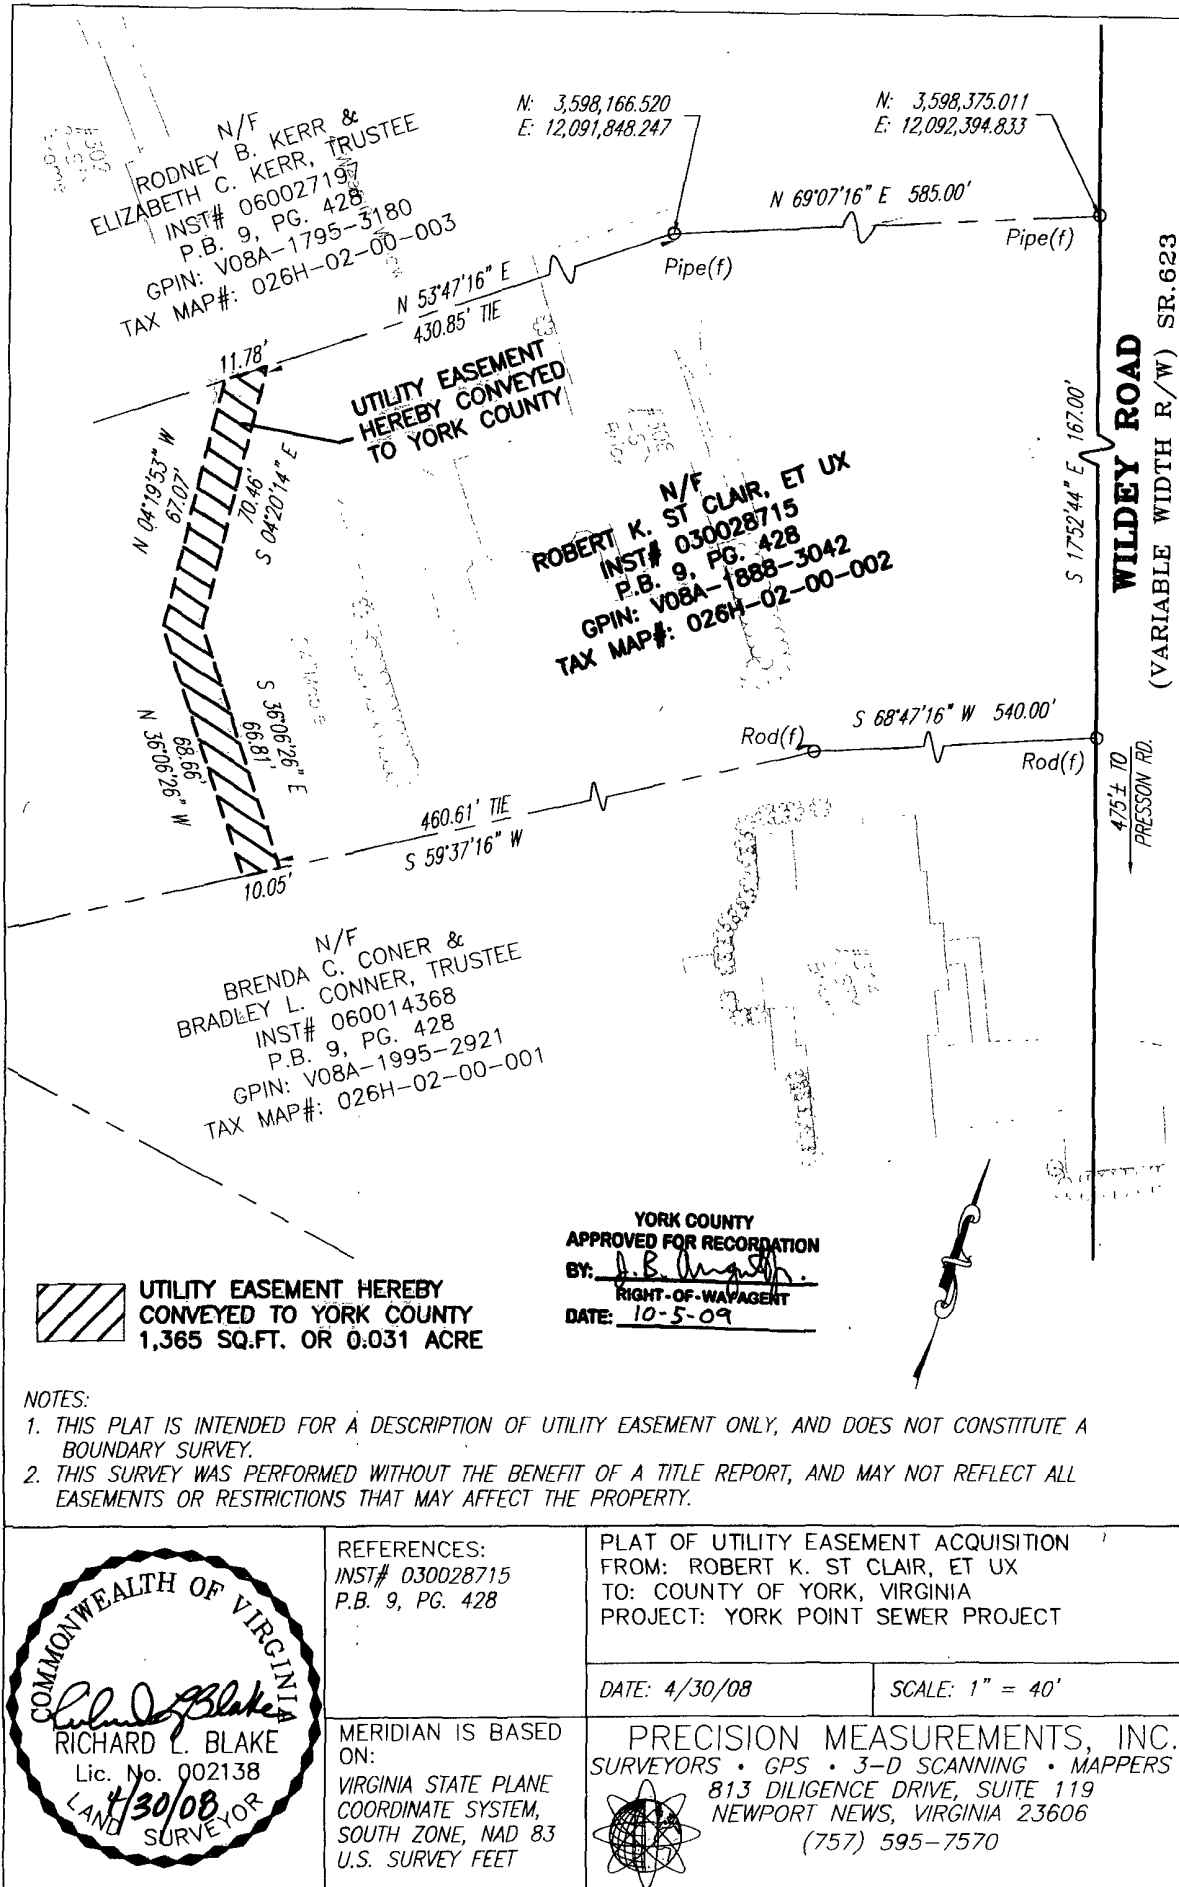 N/F
RODNEY B. KERR &
ELIZABETH C. KERR, TRUSTEE
INST# 060027197
P.B. 9, PG. 428
GPIN: V08A-1795-3180
TAX MAP#: 026H-02-00-003
N: 3,598,166.520
E: 12,091,848.247
N: 3,598,375.011
E: 12,092,394.833
N 69°07'16" E 585.00'
Pipe(f)
Pipe(f)
N 53°47'16" E
430.85' TIE
11.78'
UTILITY EASEMENT
HEREBY CONVEYED
TO YORK COUNTY
N 04°19'53" W
67.07'
70.46'
S 04°20'14" E
N/F
ROBERT K. ST CLAIR, ET UX
INST# 030028715
P.B. 9, PG. 428
GPIN: V08A-1888-3042
TAX MAP#: 026H-02-00-002
S 17°52'44" E 167.00'
WILDEY ROAD
(VARIABLE WIDTH R/W) SR.623
S 36°06'26" E
66.81'
68.66'
N 36°06'26" W
S 68°47'16" W 540.00'
Rod(f)
Rod(f)
475'± TO
PRESSON RD.
460.61' TIE
S 59°37'16" W
10.05'
N/F
BRENDA C. CONER &
BRADLEY L. CONNER, TRUSTEE
INST# 060014368
P.B. 9, PG. 428
GPIN: V08A-1995-2921
TAX MAP#: 026H-02-00-001
YORK COUNTY
APPROVED FOR RECORDATION
BY: J. B.
RIGHT-OF-WAY AGENT
DATE: 10-5-09
UTILITY EASEMENT HEREBY
CONVEYED TO YORK COUNTY
1,365 SQ.FT. OR 0.031 ACRE
NOTES:
1. THIS PLAT IS INTENDED FOR A DESCRIPTION OF UTILITY EASEMENT ONLY, AND DOES NOT CONSTITUTE A
BOUNDARY SURVEY.
2. THIS SURVEY WAS PERFORMED WITHOUT THE BENEFIT OF A TITLE REPORT, AND MAY NOT REFLECT ALL
EASEMENTS OR RESTRICTIONS THAT MAY AFFECT THE PROPERTY.
COMMONWEALTH OF VIRGINIA
Richard L Blake
RICHARD L. BLAKE
Lic. No. 002138
4/30/08
LAND SURVEYOR
REFERENCES:
INST# 030028715
P.B. 9, PG. 428
MERIDIAN IS BASED
ON:
VIRGINIA STATE PLANE
COORDINATE SYSTEM,
SOUTH ZONE, NAD 83
U.S. SURVEY FEET
PLAT OF UTILITY EASEMENT ACQUISITION
FROM: ROBERT K. ST CLAIR, ET UX
TO: COUNTY OF YORK, VIRGINIA
PROJECT: YORK POINT SEWER PROJECT
DATE: 4/30/08
SCALE: 1" = 40'
PRECISION MEASUREMENTS, INC.
SURVEYORS • GPS • 3-D SCANNING • MAPPERS
813 DILIGENCE DRIVE, SUITE 119
NEWPORT NEWS, VIRGINIA 23606
(757) 595-7570